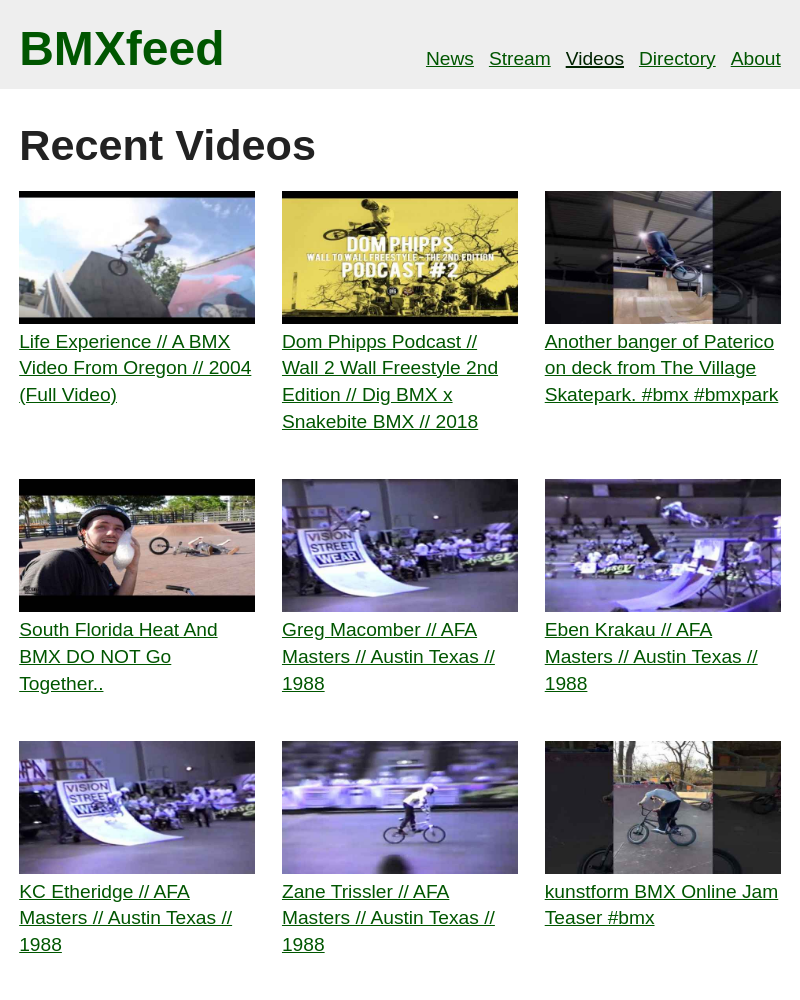 BMXfeed
News Stream Videos Directory About
Recent Videos
DOM PHIPPS
WALL TO WALL FREESTYLE - THE 2ND EDITION
PODCAST #2
Life Experience // A BMX
Video From Oregon // 2004
(Full Video)
Dom Phipps Podcast //
Wall 2 Wall Freestyle 2nd
Edition // Dig BMX x
Snakebite BMX // 2018
Another banger of Paterico
on deck from The Village
Skatepark. #bmx #bmxpark
VISION
STREET
WEAR
South Florida Heat And
BMX DO NOT Go
Together..
Greg Macomber // AFA
Masters // Austin Texas //
1988
Eben Krakau // AFA
Masters // Austin Texas //
1988
VISION
STREET
WEAR
KC Etheridge // AFA
Masters // Austin Texas //
1988
Zane Trissler // AFA
Masters // Austin Texas //
1988
kunstform BMX Online Jam
Teaser #bmx